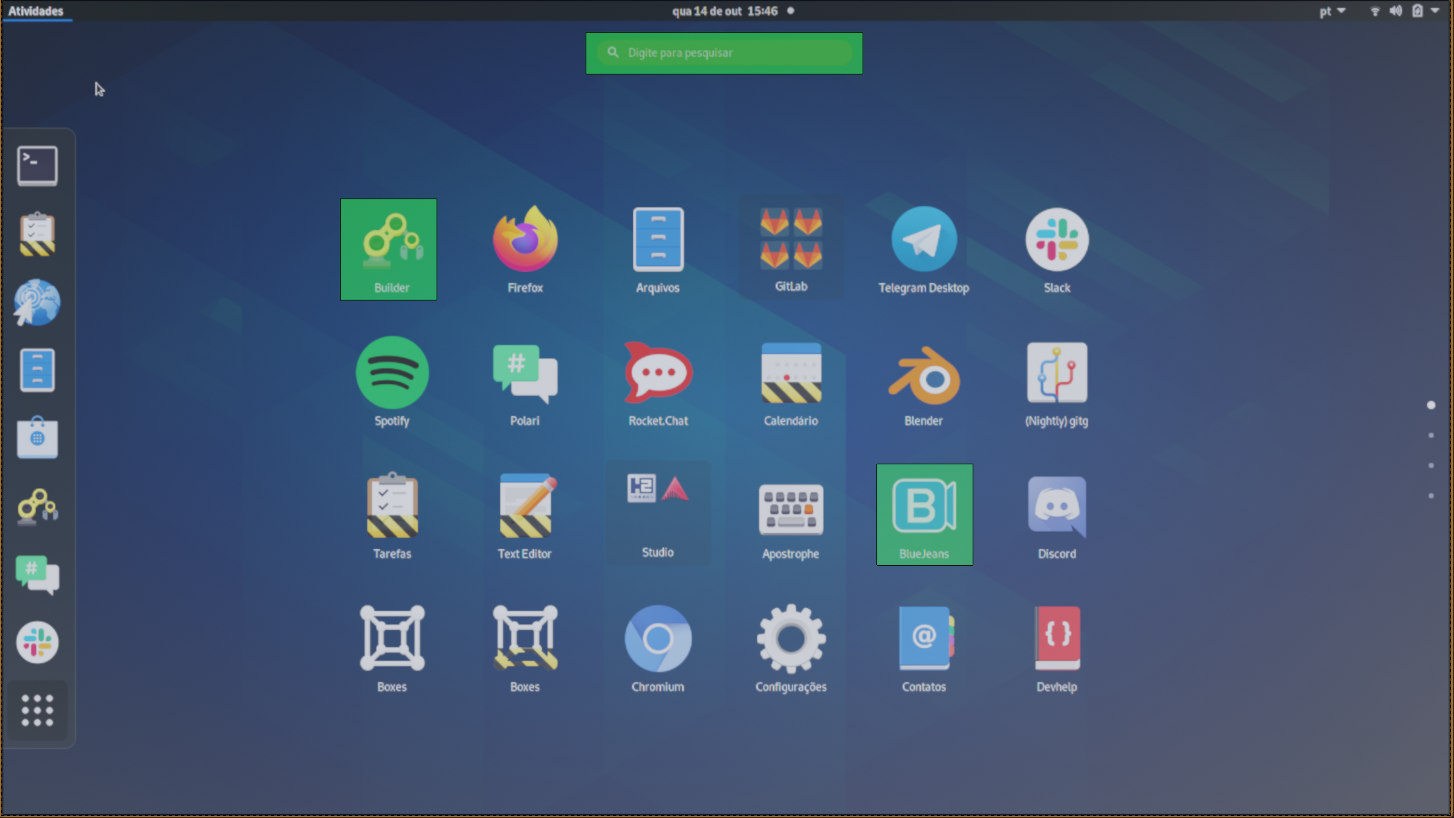 Atividades
qua 14 de out 15:46
pt
Digite para pesquisar
Builder
Firefox
Arquivos
GitLab
Telegram Desktop
Slack
Spotify
Polari
Rocket.Chat
Calendário
Blender
(Nightly) gitg
Tarefas
Text Editor
Studio
Apostrophe
BlueJeans
Discord
Boxes
Boxes
Chromium
Configurações
Contatos
Devhelp